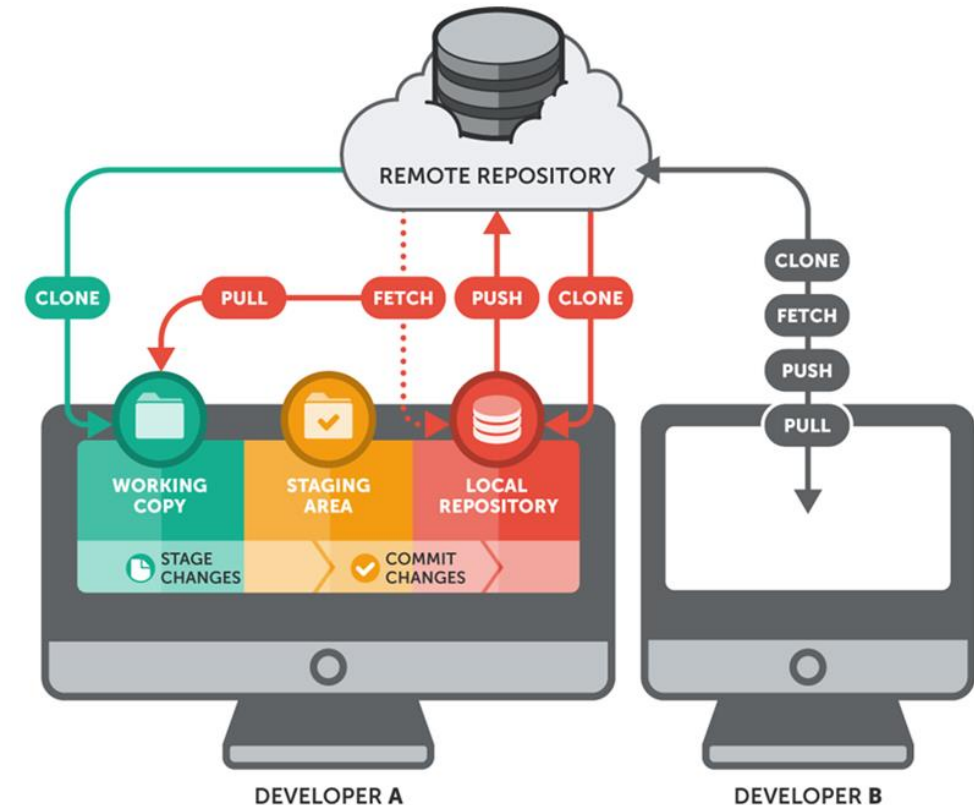 REMOTE REPOSITORY
CLONE
PULL
FETCH
PUSH
CLONE
CLONE
FETCH
PUSH
PULL
WORKING
COPY
STAGING
AREA
LOCAL
REPOSITORY
STAGE
CHANGES
COMMIT
CHANGES
DEVELOPER A
DEVELOPER B